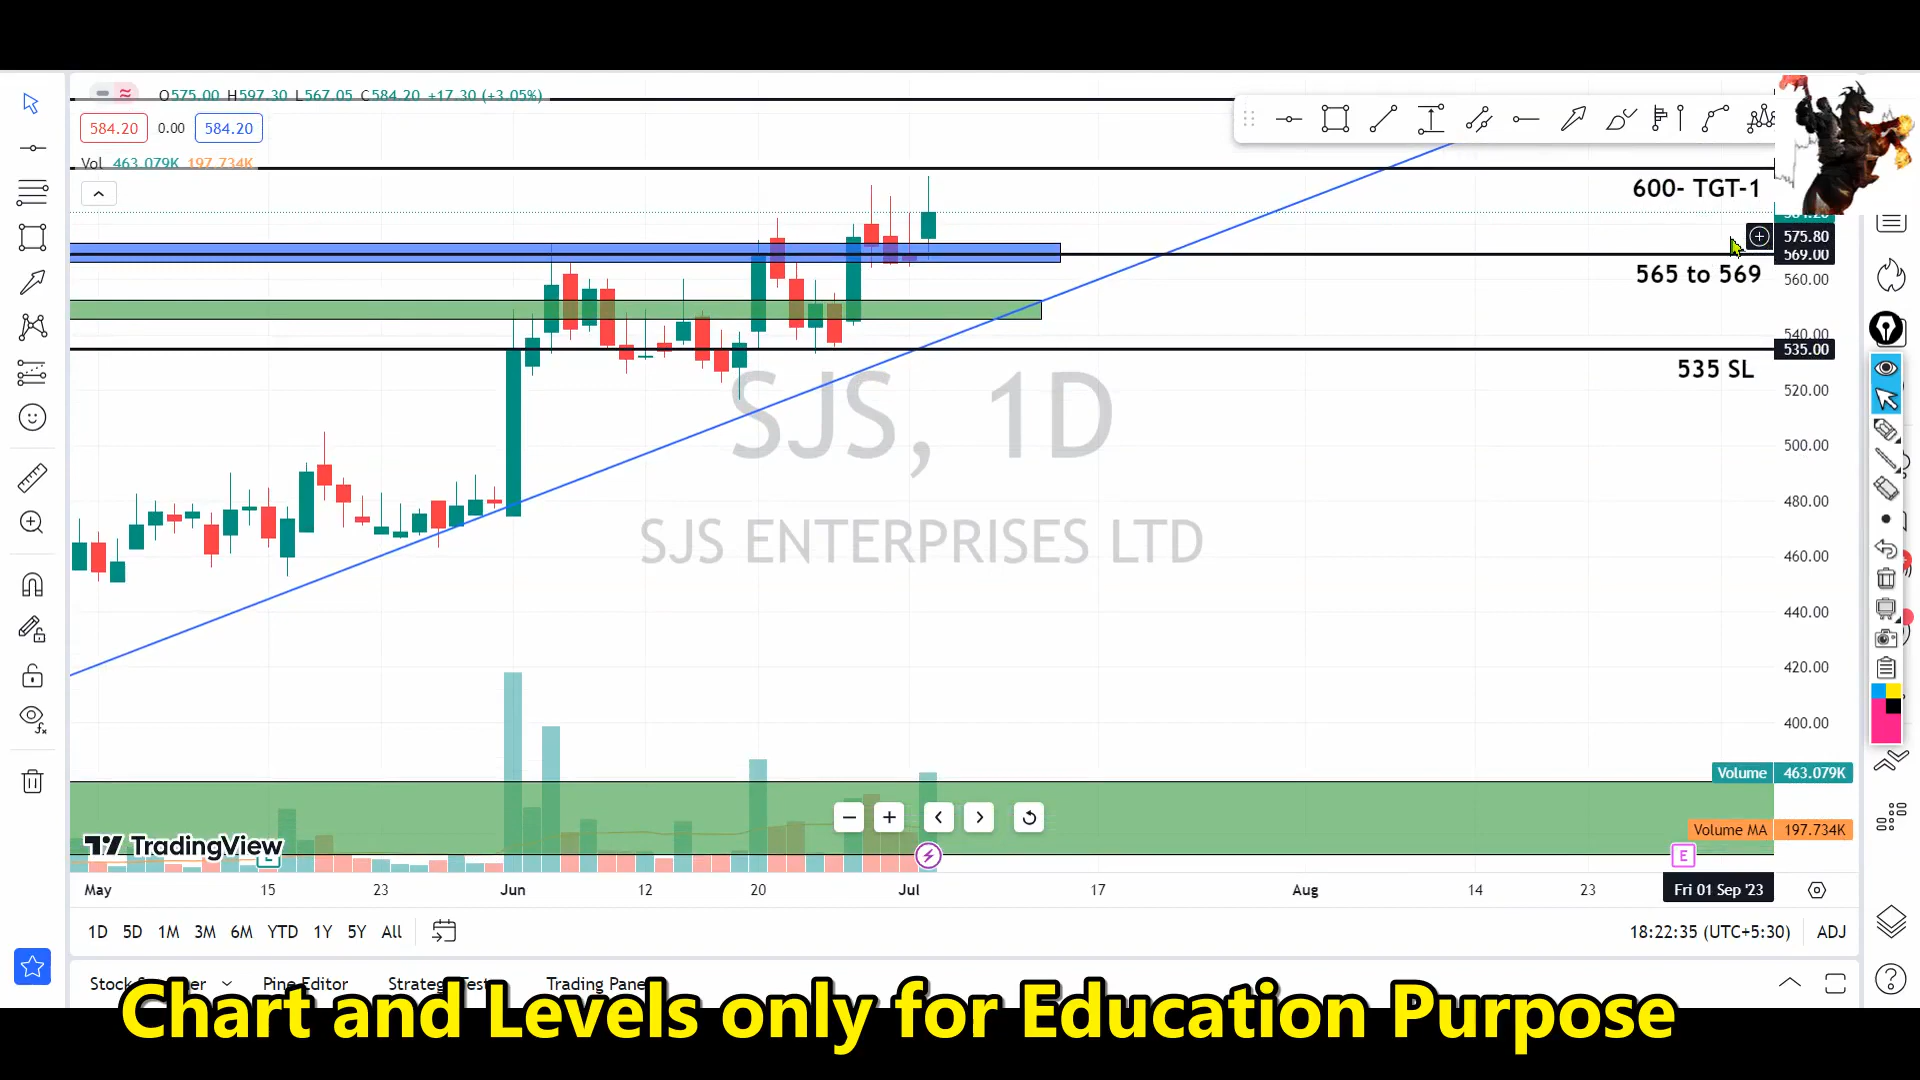 O575.00 H597.30 L567.05 C584.20 +17.30 (+3.05%)
584.20 0.00 584.20
Vol 463.079K 197.734K
600- TGT-1
575.80
569.00
565 to 569
560.00
540.00
535.00
535 SL
520.00
SJS, 1D
500.00
480.00
SJS ENTERPRISES LTD
460.00
440.00
420.00
400.00
Volume 463.079K
Volume MA 197.734K
TradingView
E
May 15 23 Jun 12 20 Jul 17 Aug 14 23 Fri 01 Sep '23
1D 5D 1M 3M 6M YTD 1Y 5Y All 18:22:35 (UTC+5:30) ADJ
Pine Editor
Chart and Levels only for Education Purpose